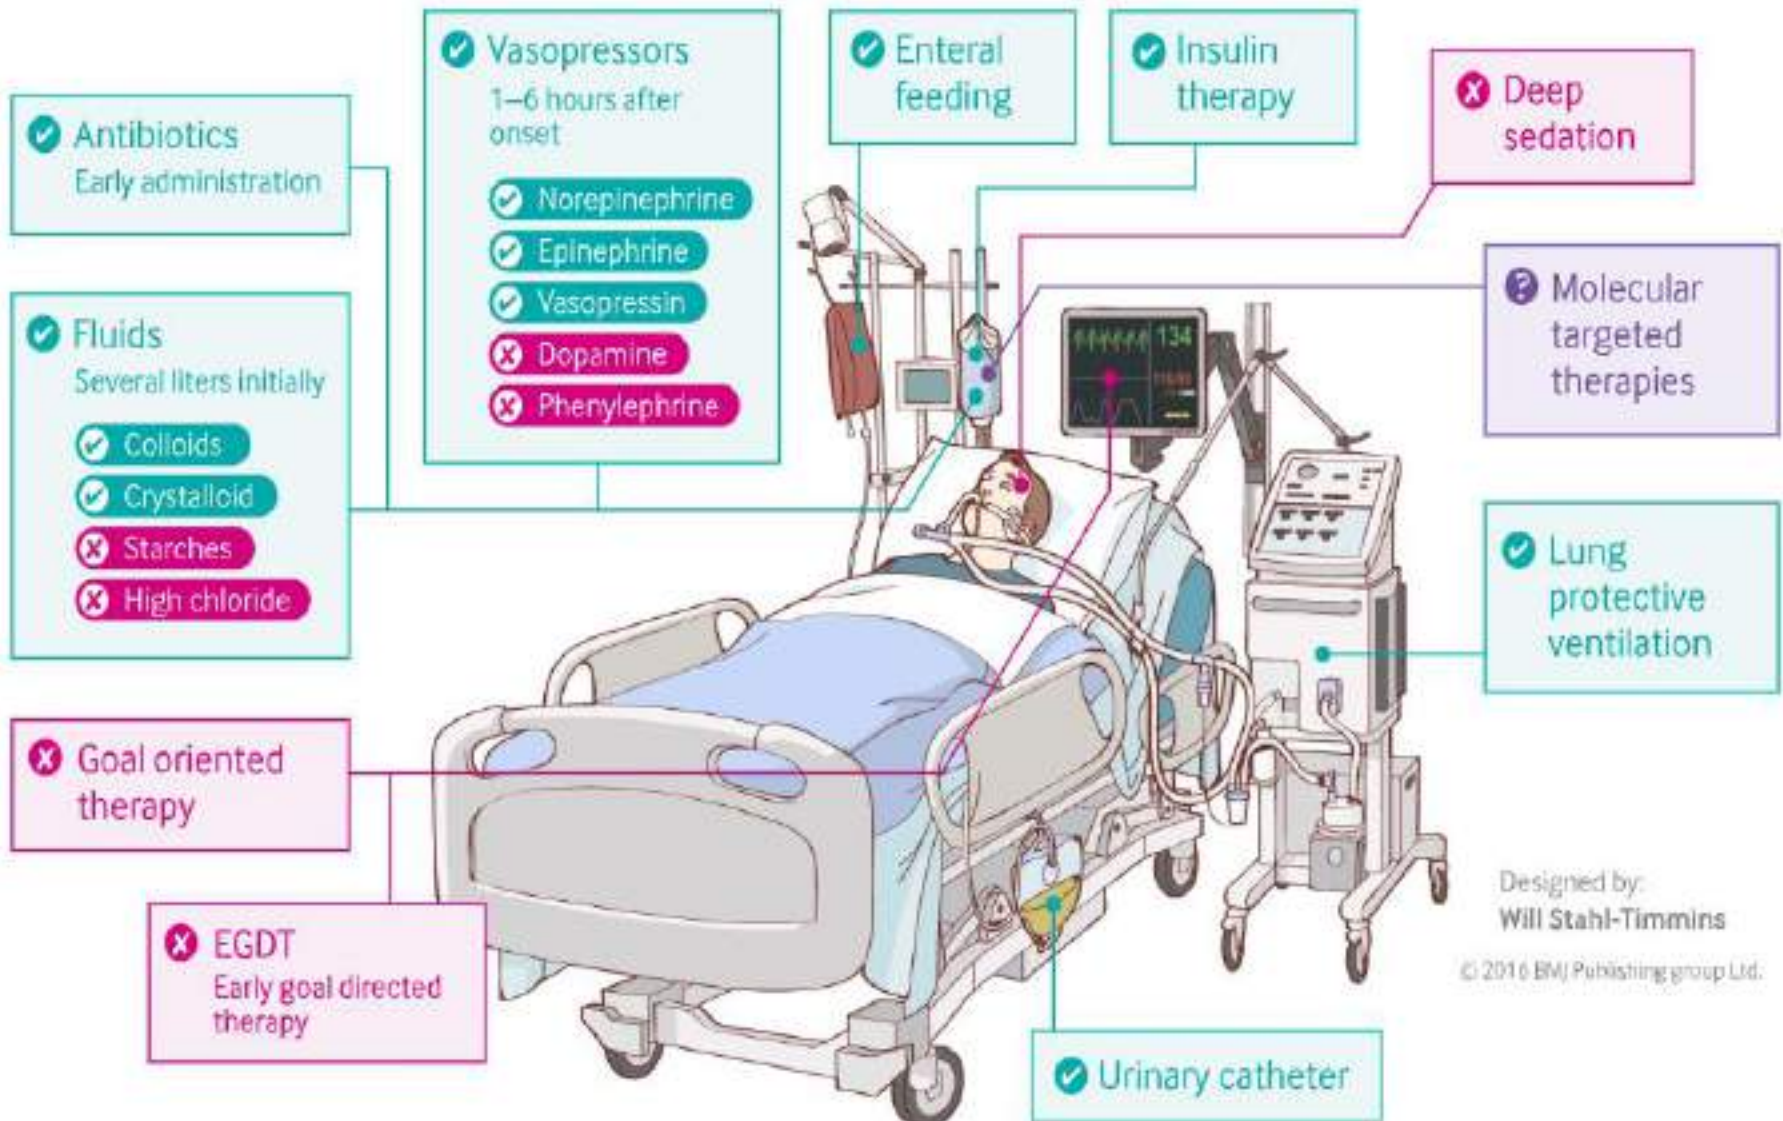 Antibiotics
Early administration
Fluids
Several liters initially
Colloids
Crystalloid
Starches
High chloride
Goal oriented
therapy
EGDT
Early goal directed
therapy
Vasopressors
1–6 hours after
onset
Norepinephrine
Epinephrine
Vasopressin
Dopamine
Phenylephrine
Enteral
feeding
Insulin
therapy
Deep
sedation
Molecular
targeted
therapies
134
Lung
protective
ventilation
Urinary catheter
Designed by:
Will Stahl-Timmins
© 2016 BMJ Publishing group Ltd.